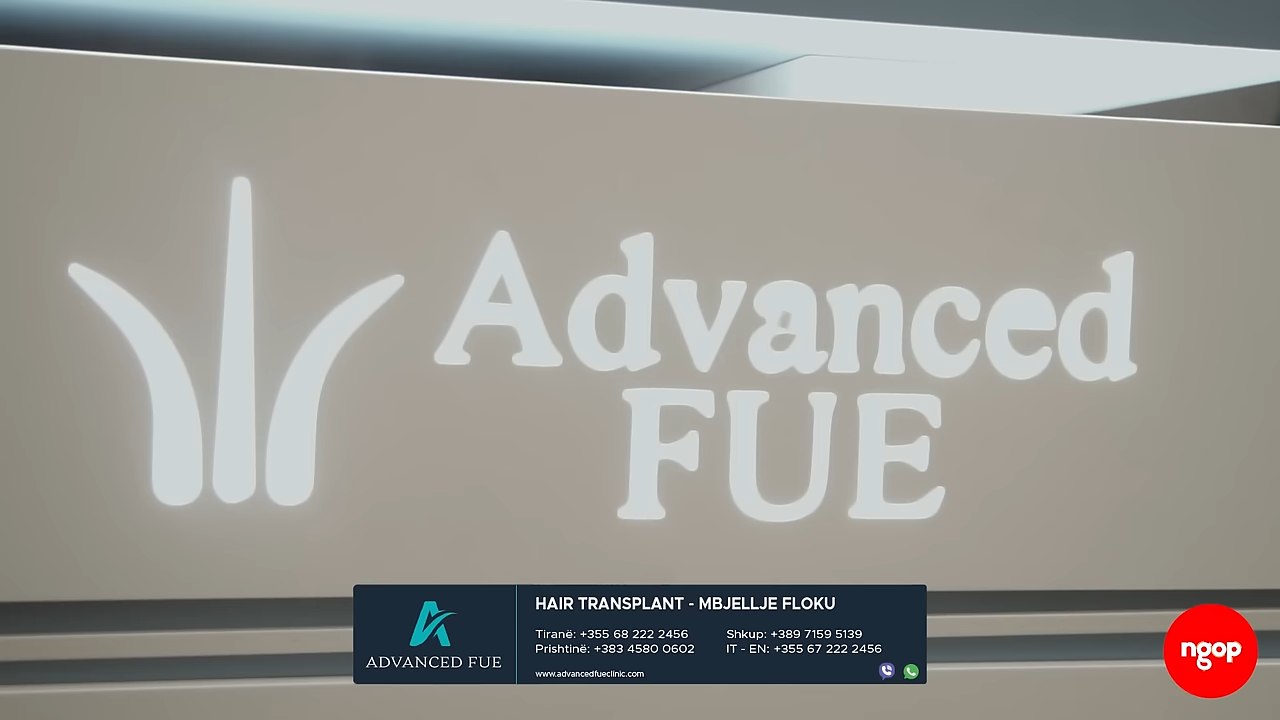 Advanced
FUE
ADVANCED FUE
HAIR TRANSPLANT - MBJELLJE FLOKU
Tiranë: +355 68 222 2456
Shkup: +389 7159 5139
Prishtinë: +383 4580 0602
IT - EN: +355 67 222 2456
www.advancedfueclinic.com
ngop